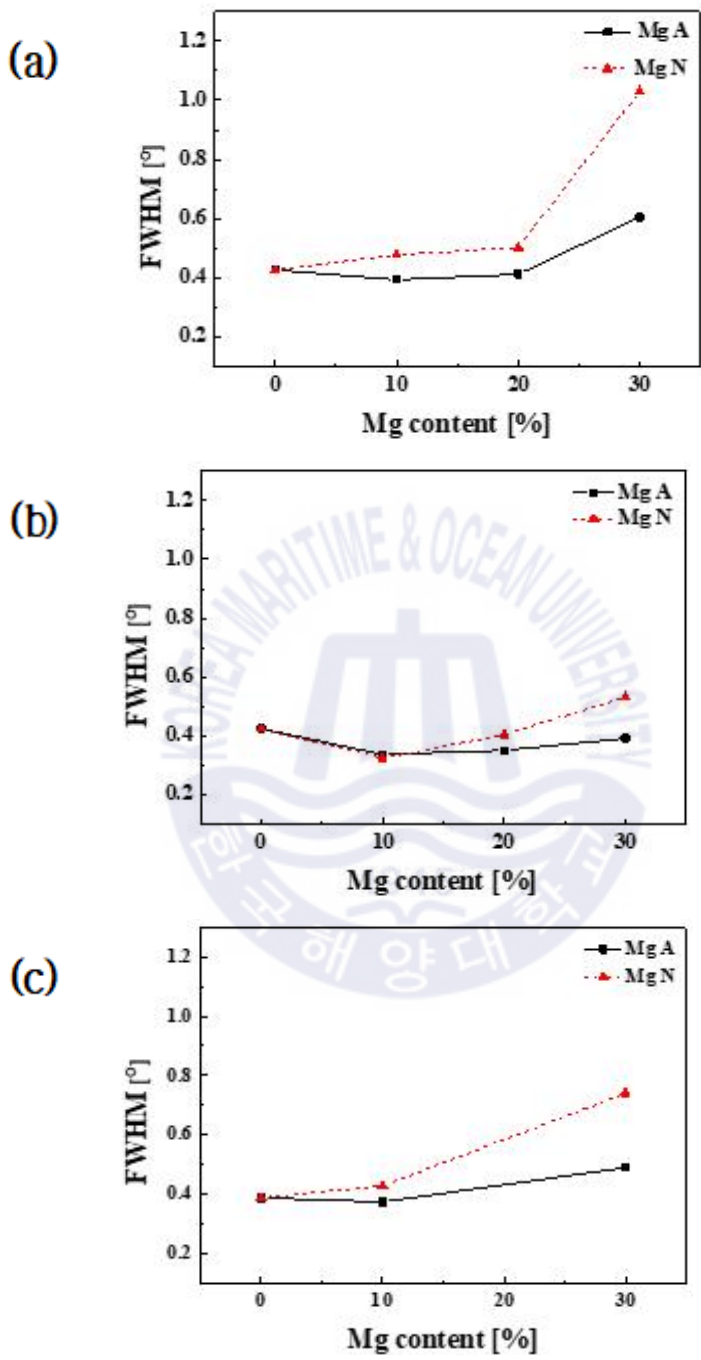 (a)
1.2
1.0
0.8
0.6
0.4
0.2
FWHM [°]
Mg A
Mg N
0 10 20 30
Mg content [%]
(b)
1.2
1.0
0.8
0.6
0.4
0.2
FWHM [°]
Mg A
Mg N
0 10 20 30
Mg content [%]
KOREA MARITIME & OCEAN UNIVERSITY
1945
한국해양대학교
(c)
1.2
1.0
0.8
0.6
0.4
0.2
FWHM [°]
Mg A
Mg N
0 10 20 30
Mg content [%]